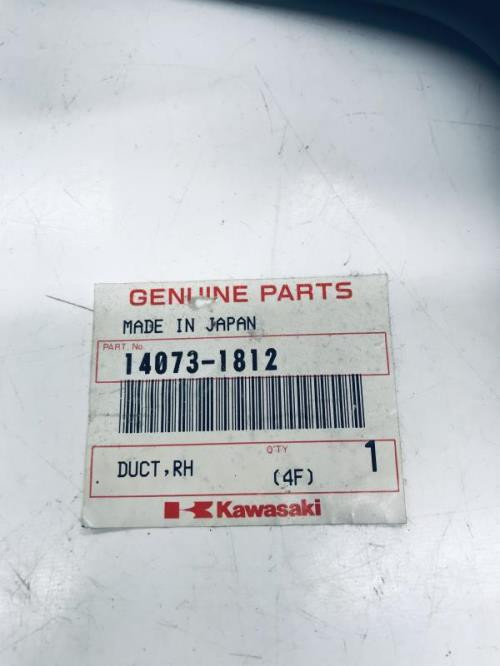 GENUINE PARTS
MADE IN JAPAN
PART. No.
14073-1812
DUCT,RH
Q'TY
(4F)
1
Kawasaki